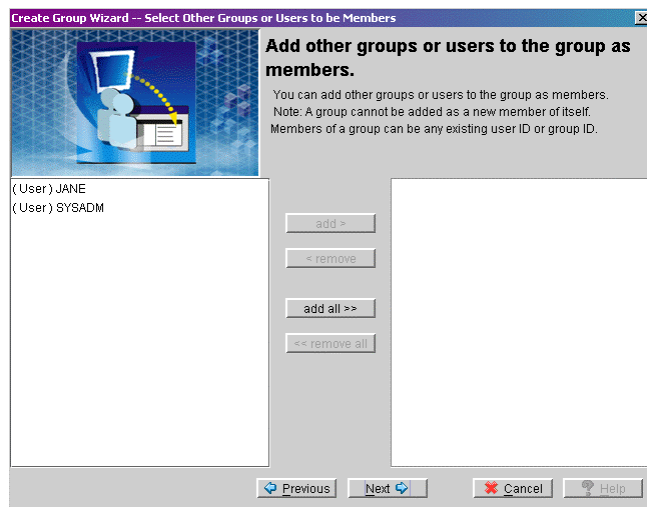 Create Group Wizard -- Select Other Groups or Users to be Members
Add other groups or users to the group as
members.
You can add other groups or users to the group as members.
Note: A group cannot be added as a new member of itself.
Members of a group can be any existing user ID or group ID.
( User ) JANE
( User ) SYSADM
add >
< remove
add all >>
<< remove all
Previous Next Cancel Help